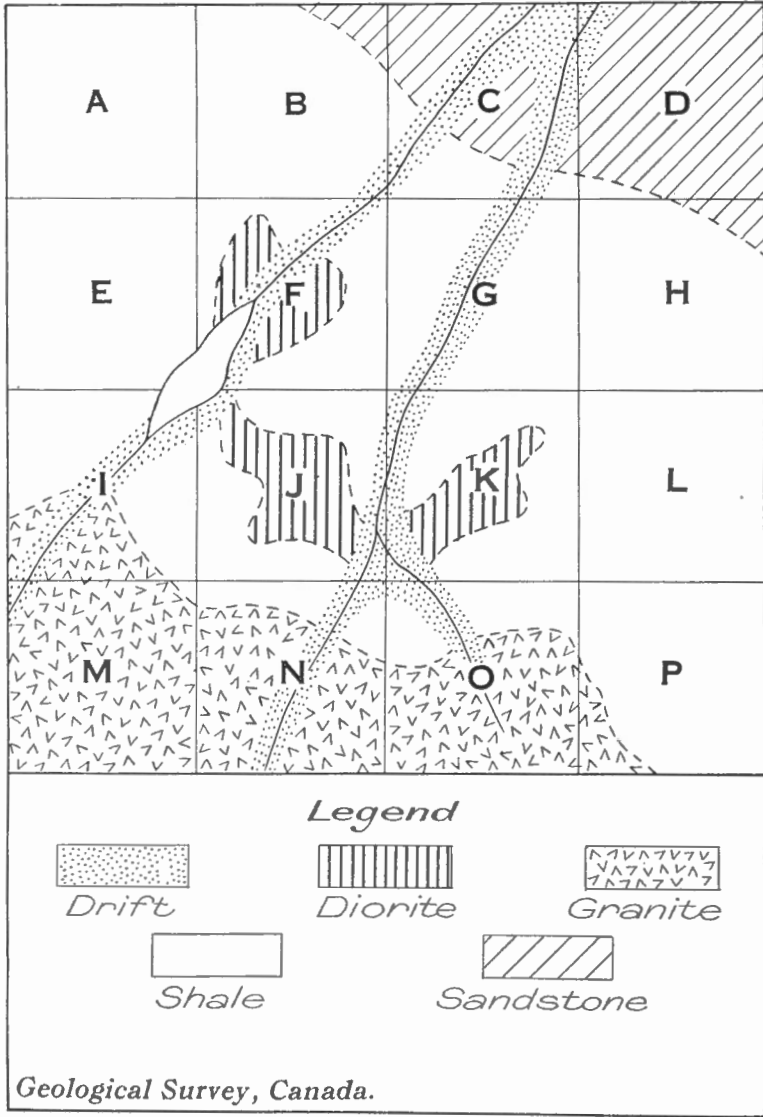 A B C D
E F G H
I J K L
M N O P
Legend
Drift Diorite Granite
Shale Sandstone
Geological Survey, Canada.